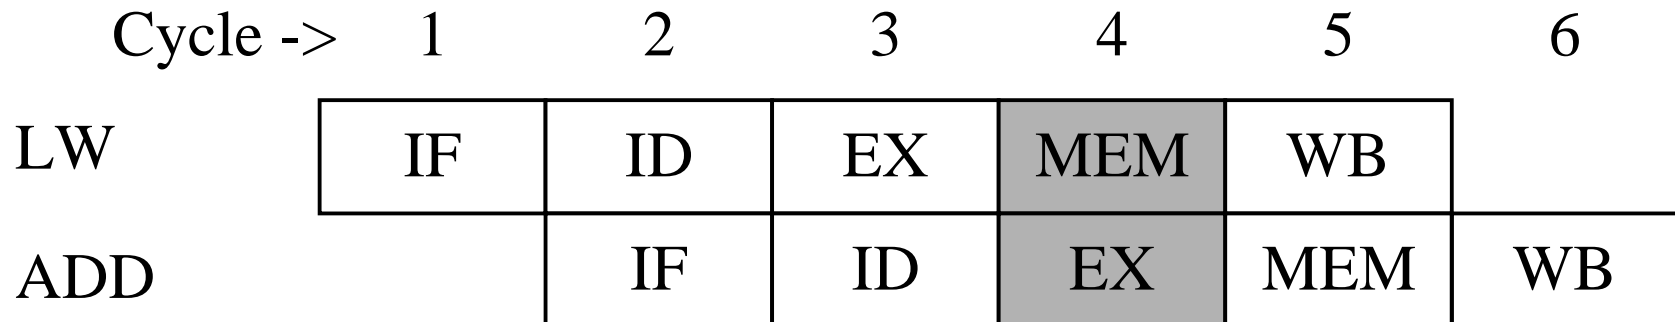 Cycle -> 1 2 3 4 5 6
LW IF ID EX MEM WB
ADD IF ID EX MEM WB